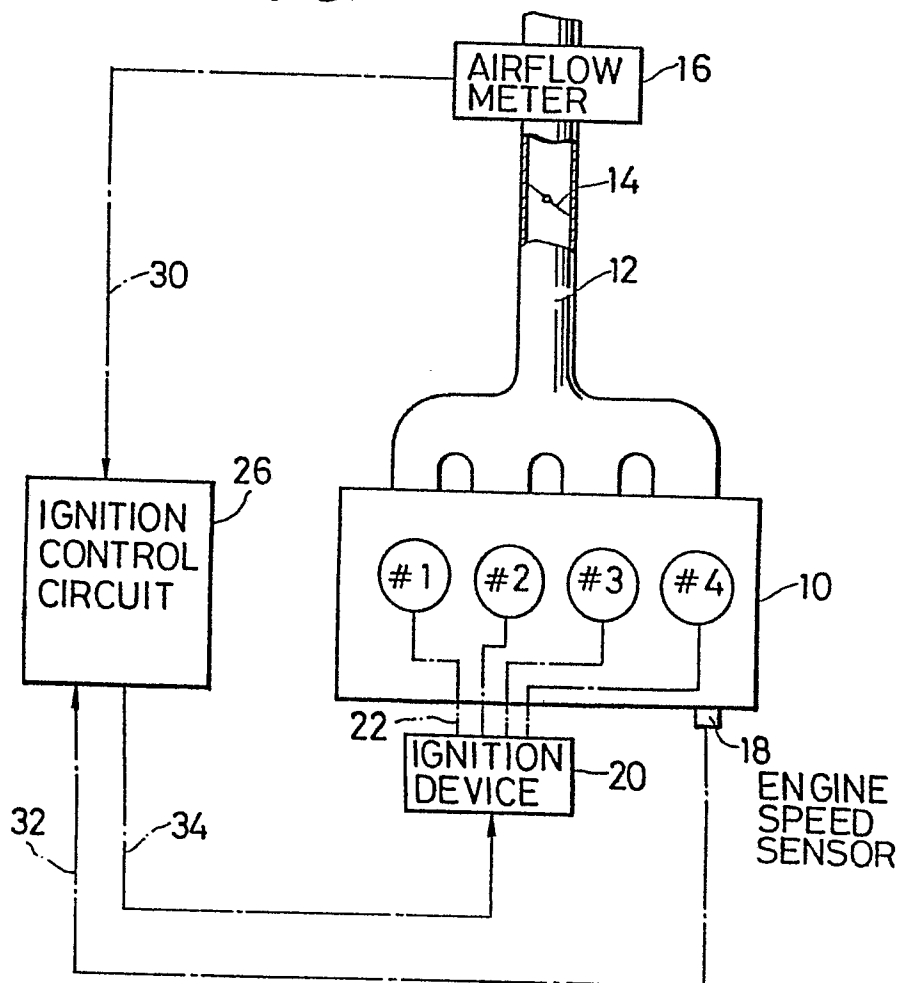 AIRFLOW
METER
16
14
12
30
26
IGNITION
CONTROL
CIRCUIT
#1
#2
#3
#4
10
22
18
IGNITION
DEVICE
20
ENGINE
SPEED
SENSOR
32
34